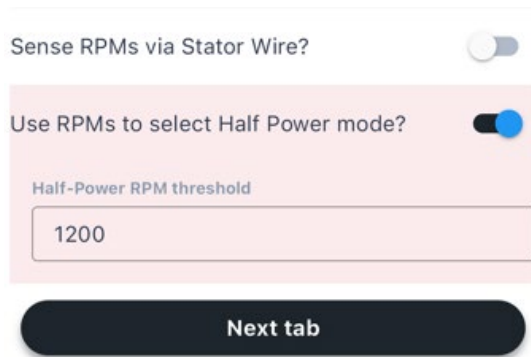 Sense RPMs via Stator Wire?
Use RPMs to select Half Power mode?
Half-Power RPM threshold
1200
Next tab